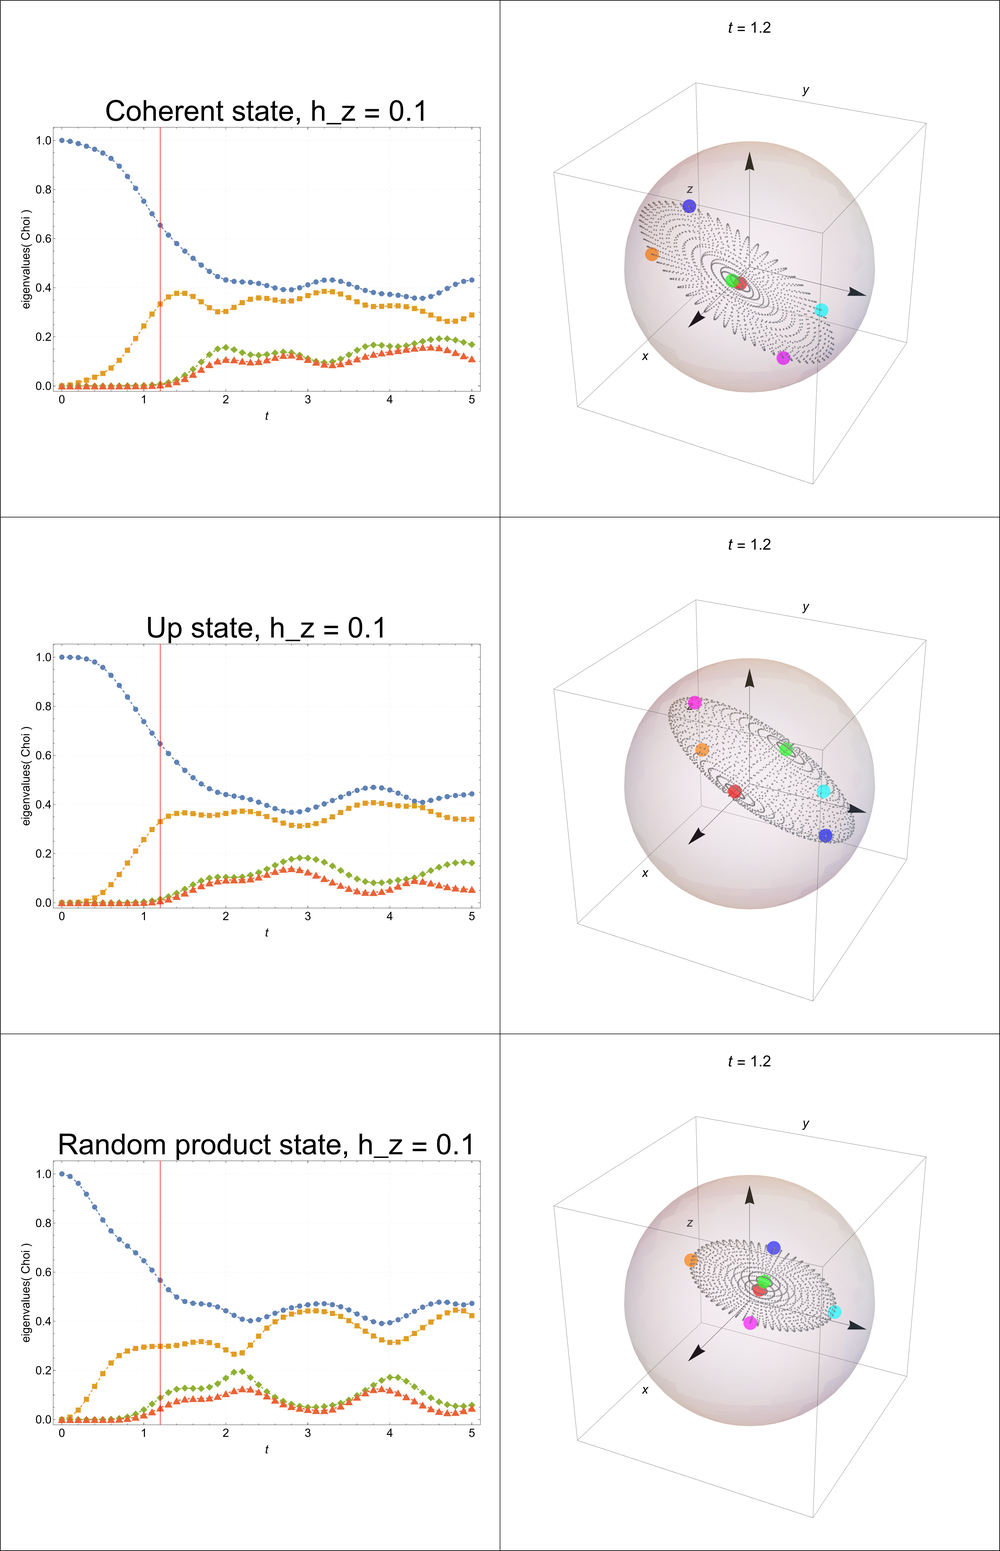 t = 1.2
y
Coherent state, h_z = 0.1
1.0
0.8
0.6
0.4
0.2
0.0
eigenvalues( Choi )
0 1 2 3 4 5
t
z
x
t = 1.2
y
Up state, h_z = 0.1
1.0
0.8
0.6
0.4
0.2
0.0
eigenvalues( Choi )
0 1 2 3 4 5
t
z
x
t = 1.2
y
Random product state, h_z = 0.1
1.0
0.8
0.6
0.4
0.2
0.0
eigenvalues( Choi )
0 1 2 3 4 5
t
z
x